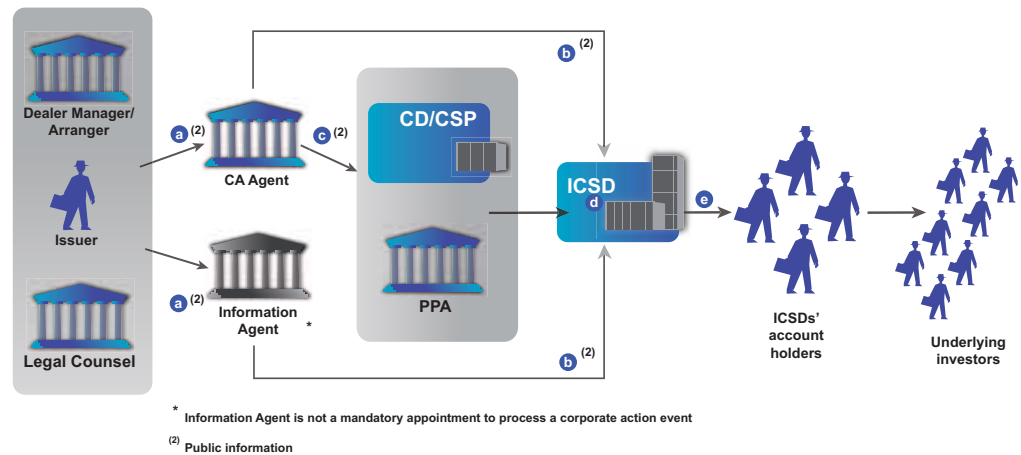 Dealer Manager/
Arranger
Issuer
Legal Counsel
a (2)
CA Agent
a (2)
Information
Agent *
c (2)
CD/CSP
PPA
b (2)
ICSD
d
b (2)
e
ICSDs'
account
holders
Underlying
investors
* Information Agent is not a mandatory appointment to process a corporate action event
(2) Public information